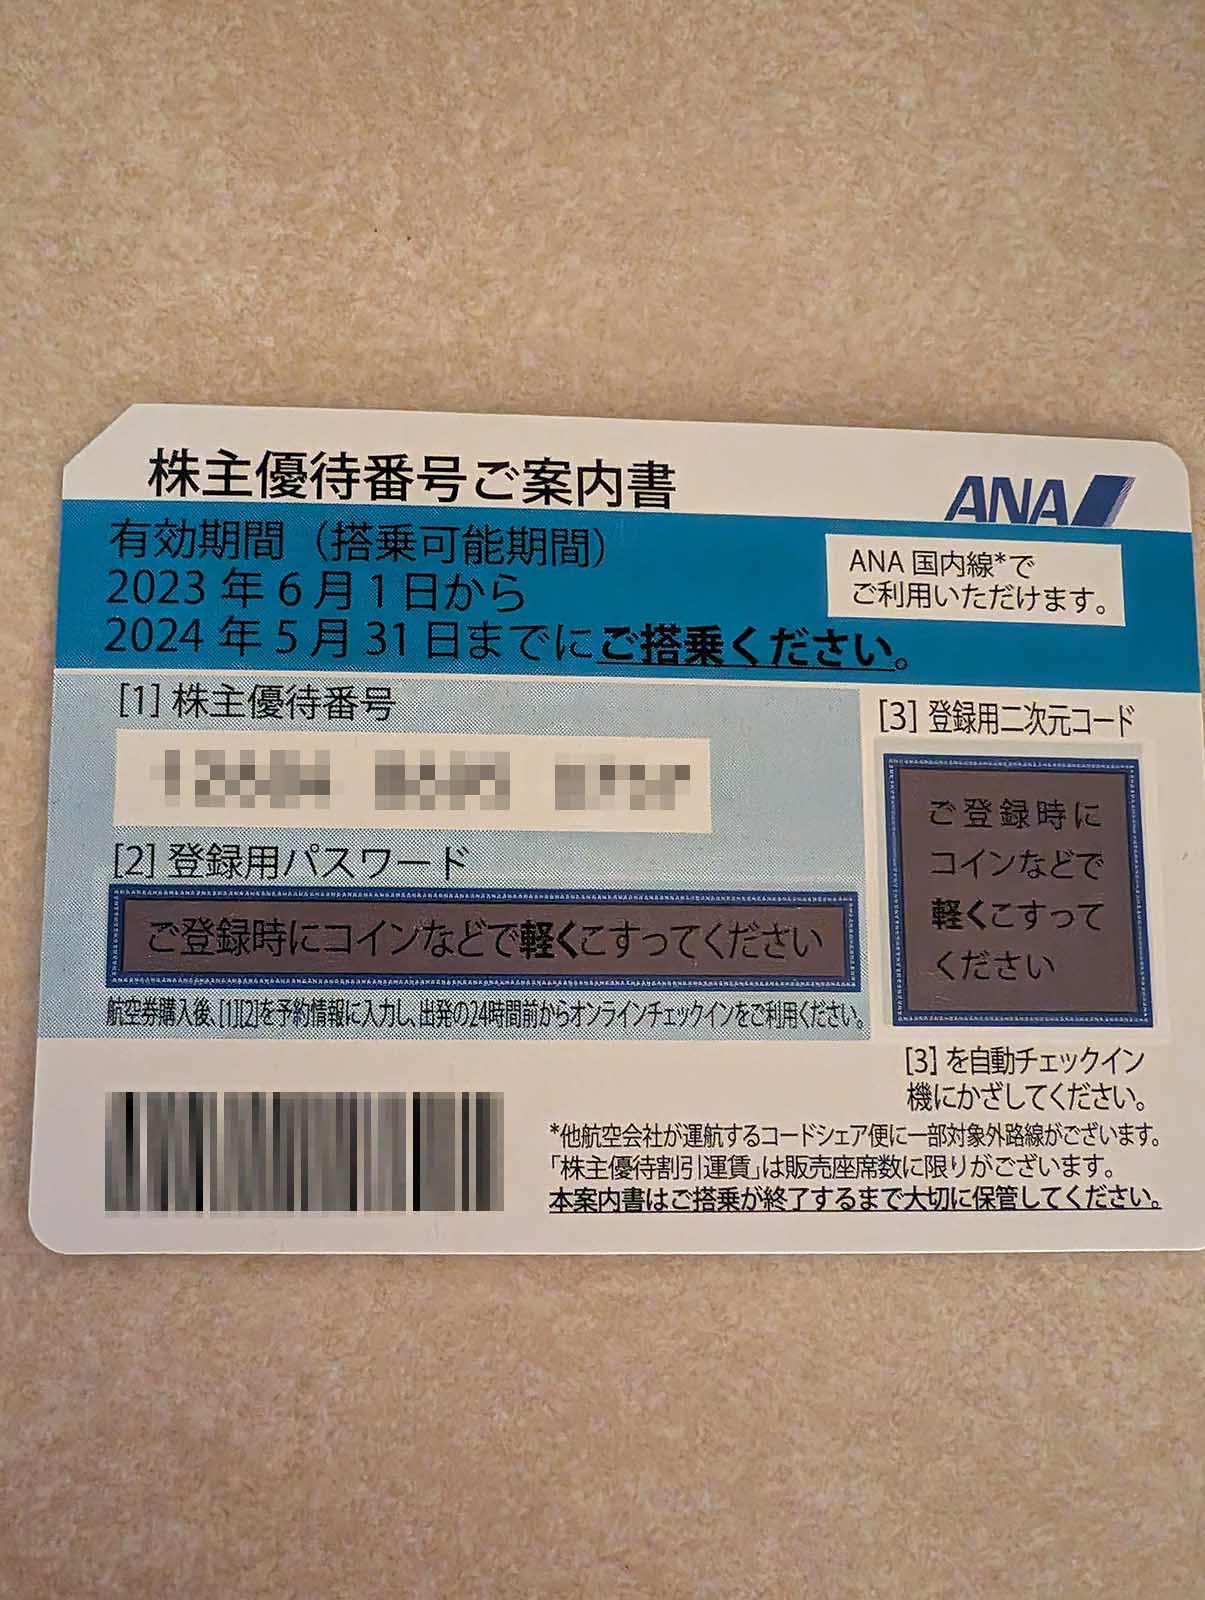 株主優待番号ご案内書
ANA
有効期間（搭乗可能期間）
2023 年 6 月 1 日から
2024 年 5 月 31 日までにご搭乗ください。
ANA 国内線*で
ご利用いただけます。
[1] 株主優待番号
[2] 登録用パスワード
ご登録時にコインなどで軽くこすってください
航空券購入後、[1][2]を予約情報に入力し、出発の24時間前からオンラインチェックインをご利用ください。
[3] 登録用二次元コード
ご登録時に
コインなどで
軽くこすって
ください
[3] を自動チェックイン
機にかざしてください。
*他航空会社が運航するコードシェア便に一部対象外路線がございます。
「株主優待割引運賃」は販売座席数に限りがございます。
本案内書はご搭乗が終了するまで大切に保管してください。